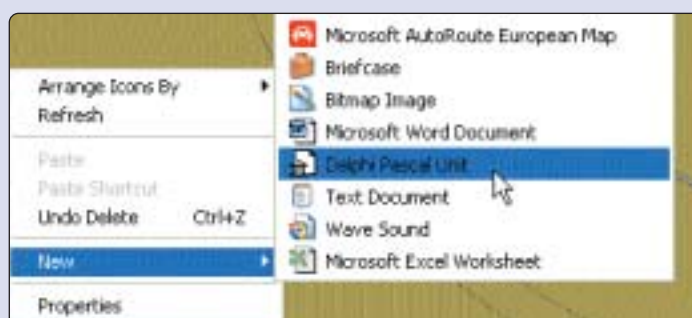 Arrange Icons By
Refresh
Paste
Paste Shortcut
Undo Delete Ctrl+Z
New
Properties
Microsoft AutoRoute European Map
Briefcase
Bitmap Image
Microsoft Word Document
Delphi Pascal Unit
Text Document
Wave Sound
Microsoft Excel Worksheet